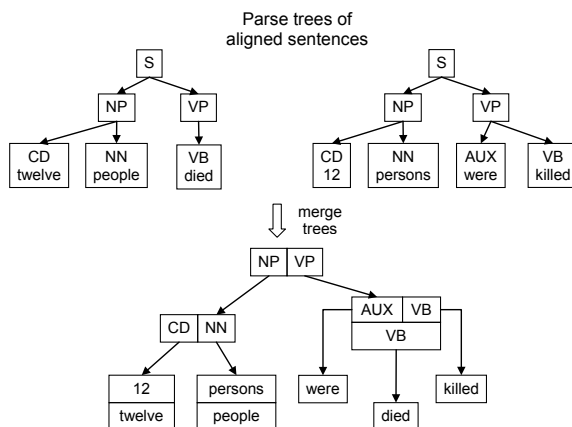 Parse trees of
aligned sentences
S
NP VP
CD NN VB
twelve people died
S
NP VP
CD NN AUX VB
12 persons were killed
merge
trees
NP VP
CD NN AUX VB
VB
12 persons were killed
twelve people died